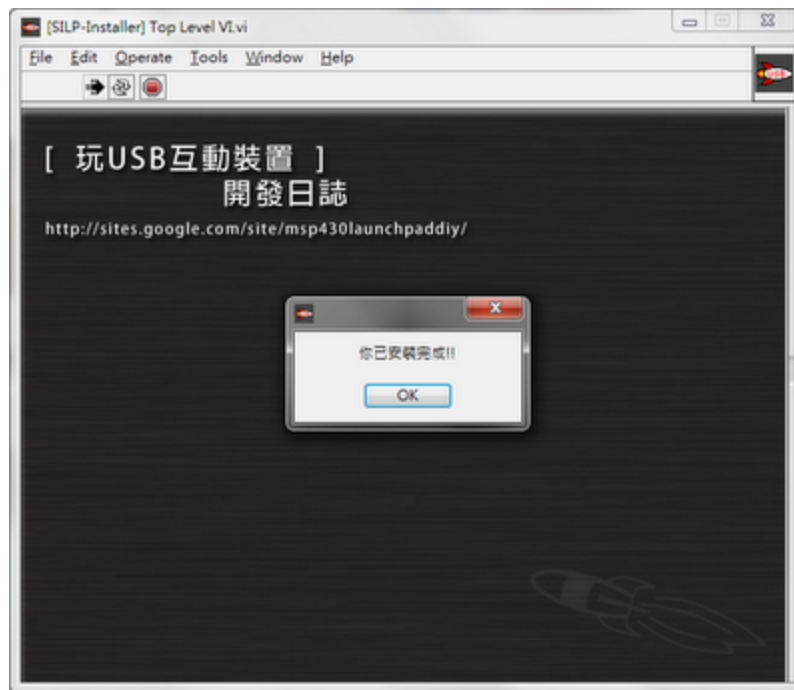 [SILP-Installer] Top Level VI.vi
File Edit Operate Tools Window Help
USB
[ 玩USB互動裝置 ]
開發日誌
http://sites.google.com/site/msp430launchpaddiy/
你已安裝完成!!
OK